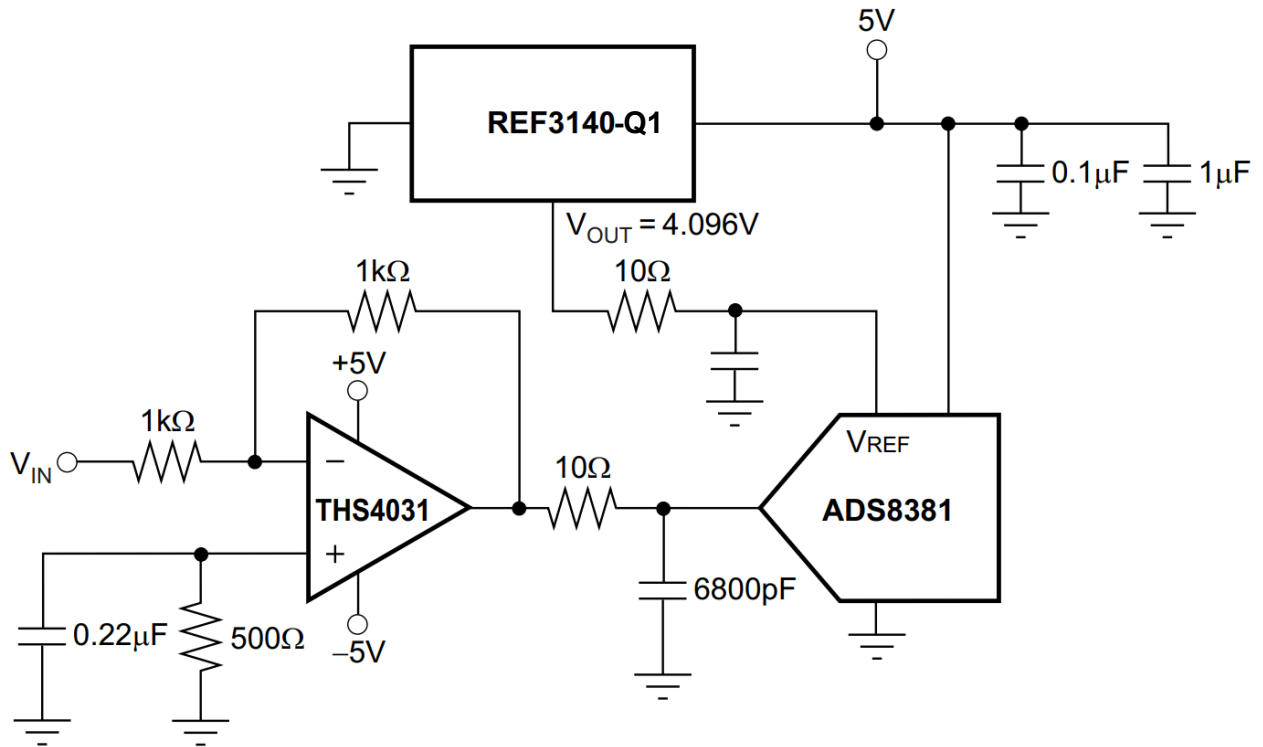 5V
REF3140-Q1
0.1μF
1μF
VOUT = 4.096V
1kΩ
10Ω
+5V
1kΩ
VREF
VIN
−
10Ω
THS4031
ADS8381
+
6800pF
0.22μF
500Ω
−5V